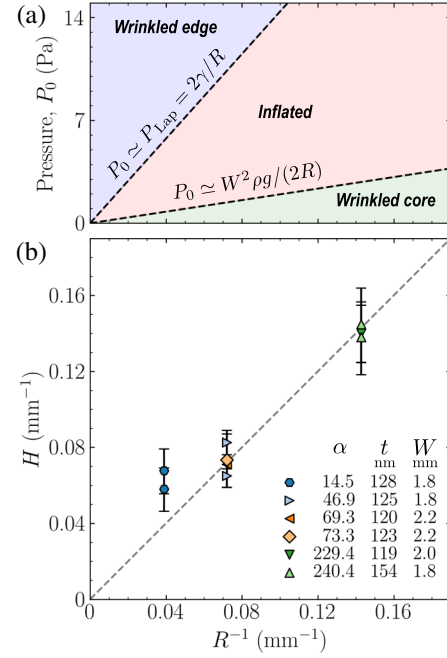 (a)
14
7
0
Pressure, P₀ (Pa)
Wrinkled edge
P₀ ≃ P_Lap = 2γ/R
Inflated
P₀ ≃ W²ρg/(2R)
Wrinkled core
(b)
0.16
0.12
0.08
0.04
0
H (mm⁻¹)
α t W
nm mm
14.5 128 1.8
46.9 125 1.8
69.3 120 2.2
73.3 123 2.2
229.4 119 2.0
240.4 154 1.8
0 0.04 0.08 0.12 0.16
R⁻¹ (mm⁻¹)